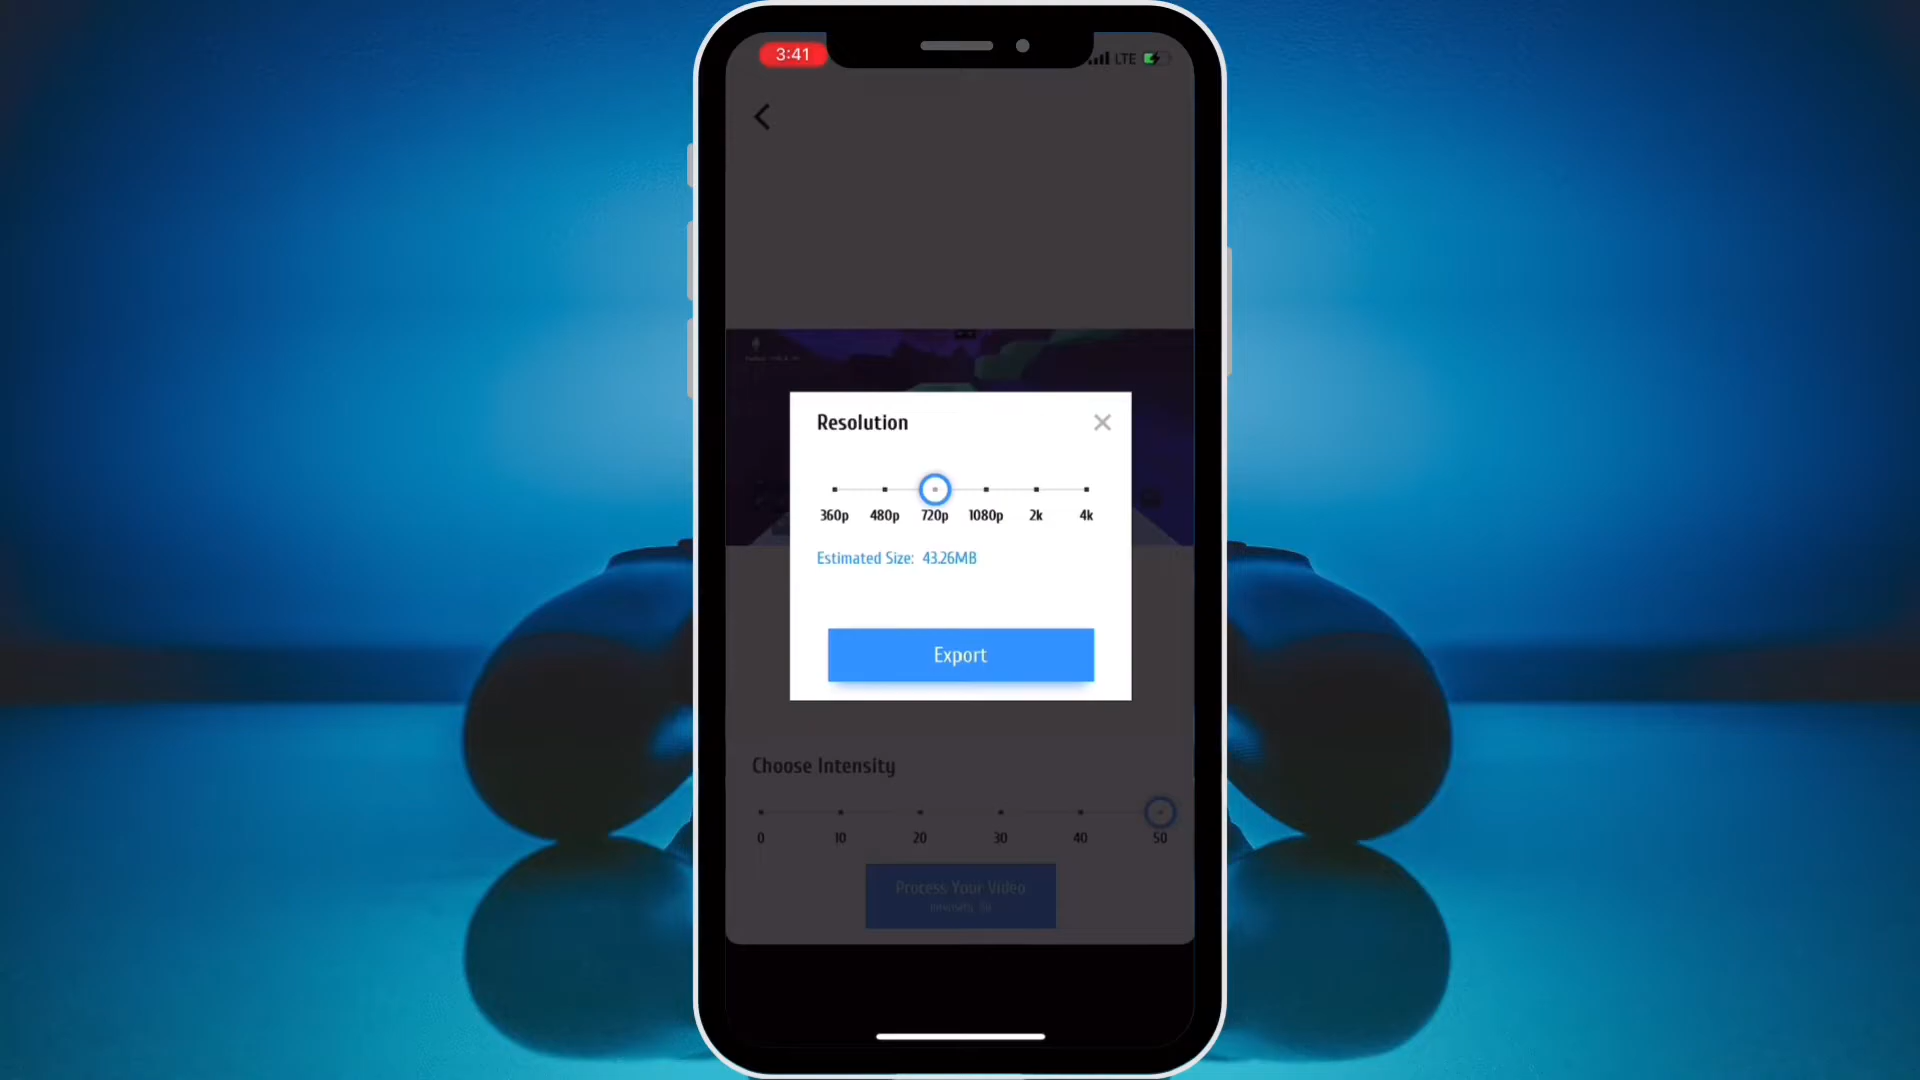 3:41
LTE
Resolution
360p 480p 720p 1080p 2k 4k
Estimated Size: 43.26MB
Export
Choose Intensity
0 10 20 30 40 50
Process Your Video